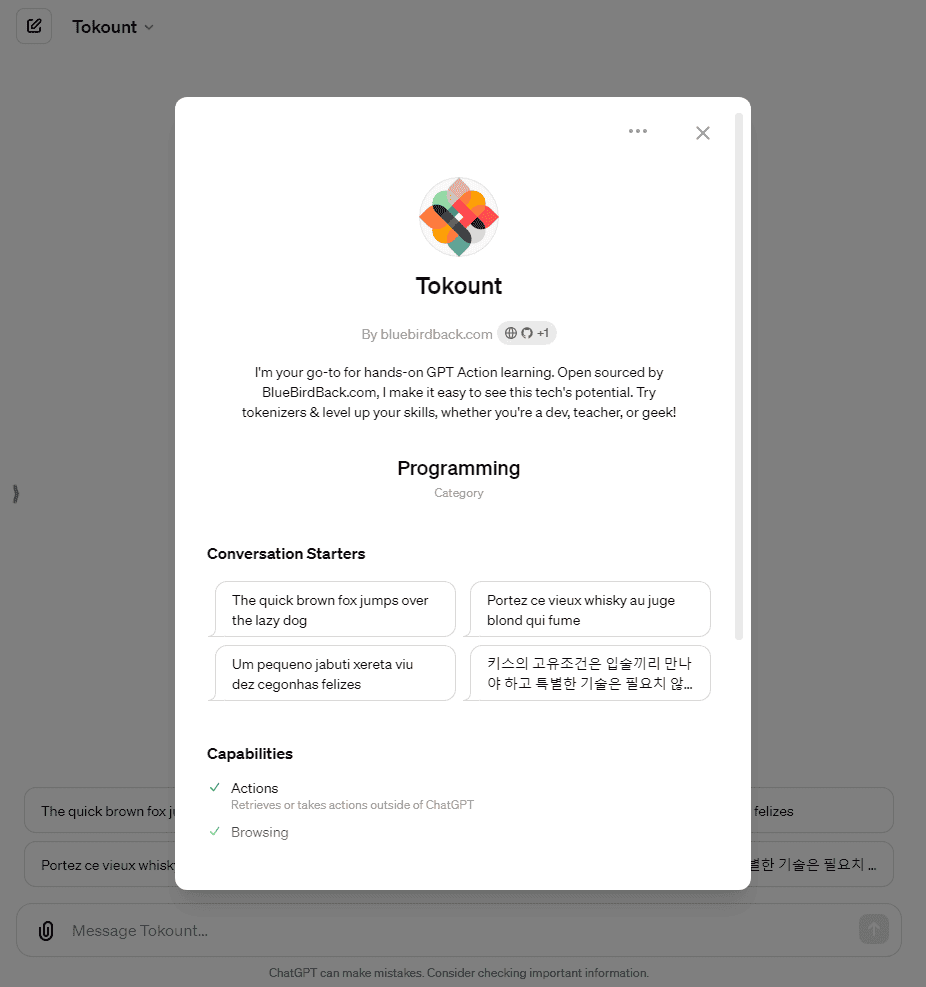 Tokount
Tokount
By bluebirdback.com +1
I'm your go-to for hands-on GPT Action learning. Open sourced by
BlueBirdBack.com, I make it easy to see this tech's potential. Try
tokenizers & level up your skills, whether you're a dev, teacher, or geek!
Programming
Category
Conversation Starters
The quick brown fox jumps over
the lazy dog
Portez ce vieux whisky au juge
blond qui fume
Um pequeno jabuti xereta viu
dez cegonhas felizes
키스의 고유조건은 입술끼리 만나
야 하고 특별한 기술은 필요치 않...
Capabilities
Actions
Retrieves or takes actions outside of ChatGPT
Browsing
The quick brown fox
felizes
Portez ce vieux
한 기술은 필요치 ...
Message Tokount...
ChatGPT can make mistakes. Consider checking important information.